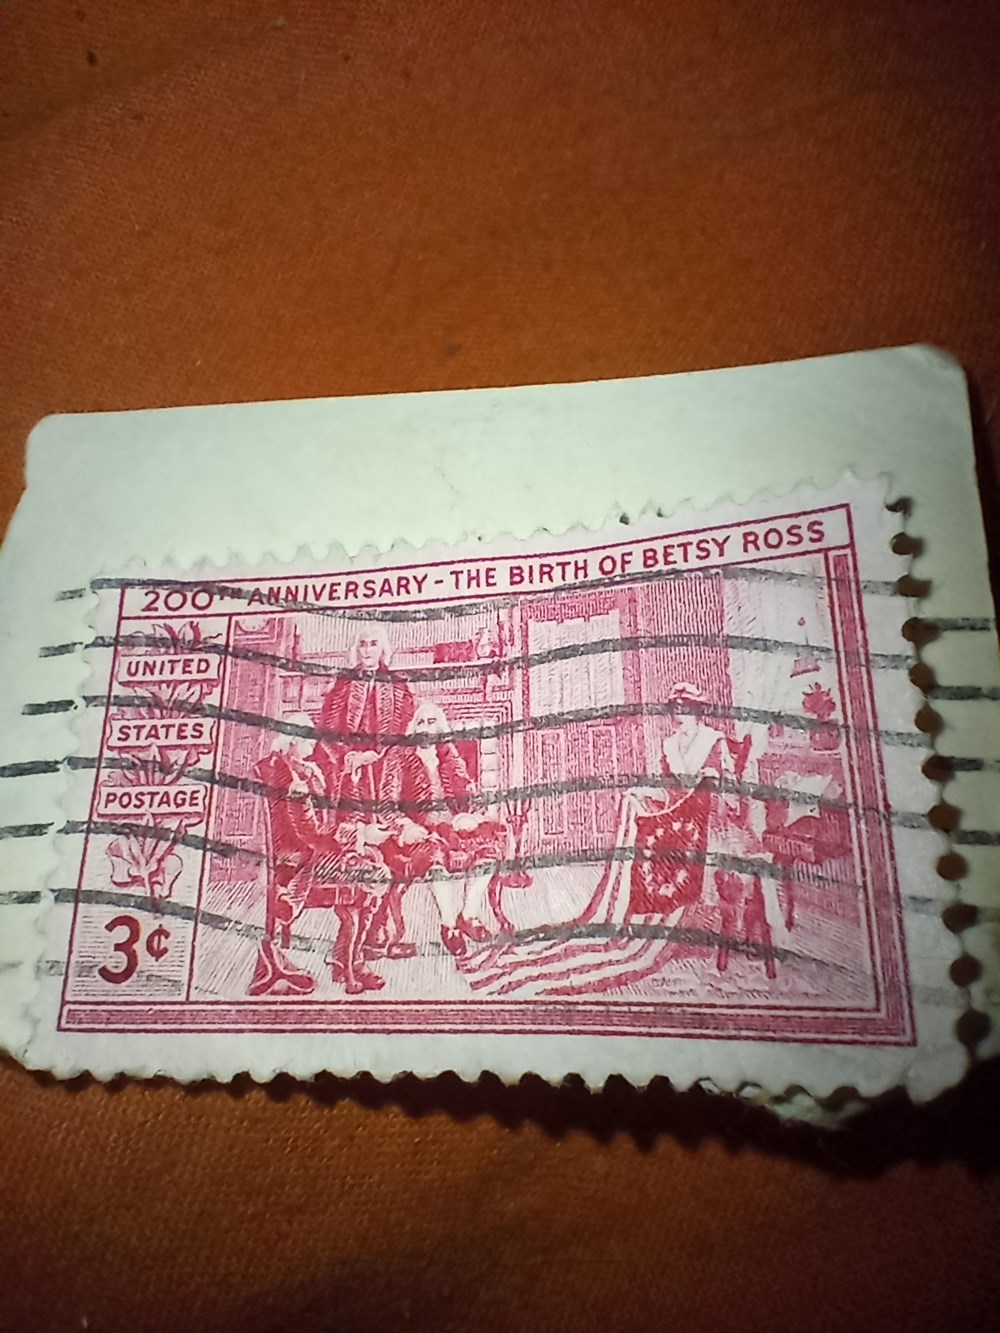 200TH ANNIVERSARY - THE BIRTH OF BETSY ROSS
UNITED
STATES
POSTAGE
3¢